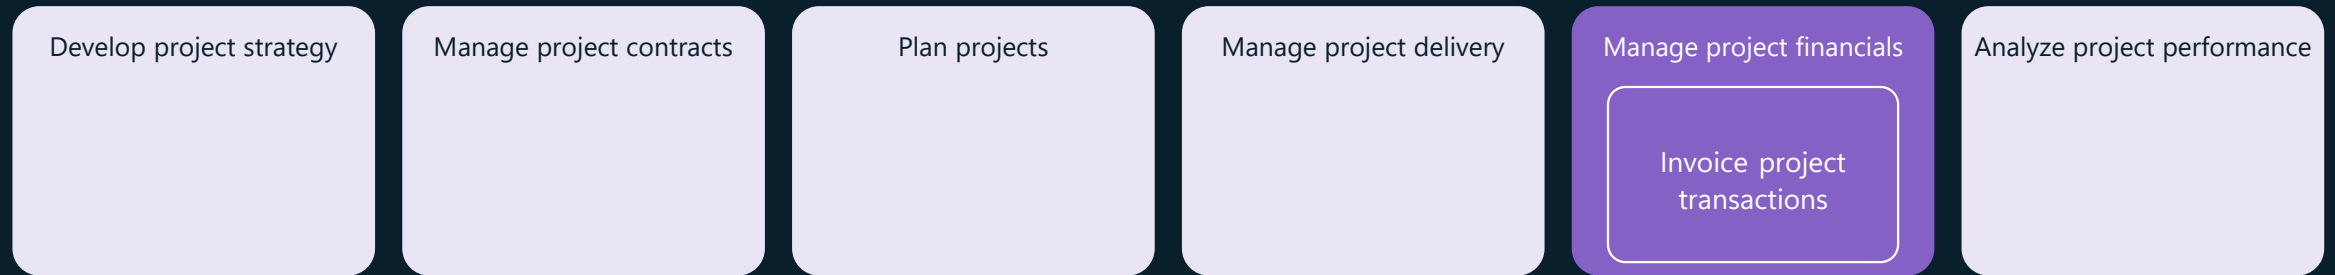 Develop project strategy
Manage project contracts
Plan projects
Manage project delivery
Manage project financials
Invoice project
transactions
Analyze project performance